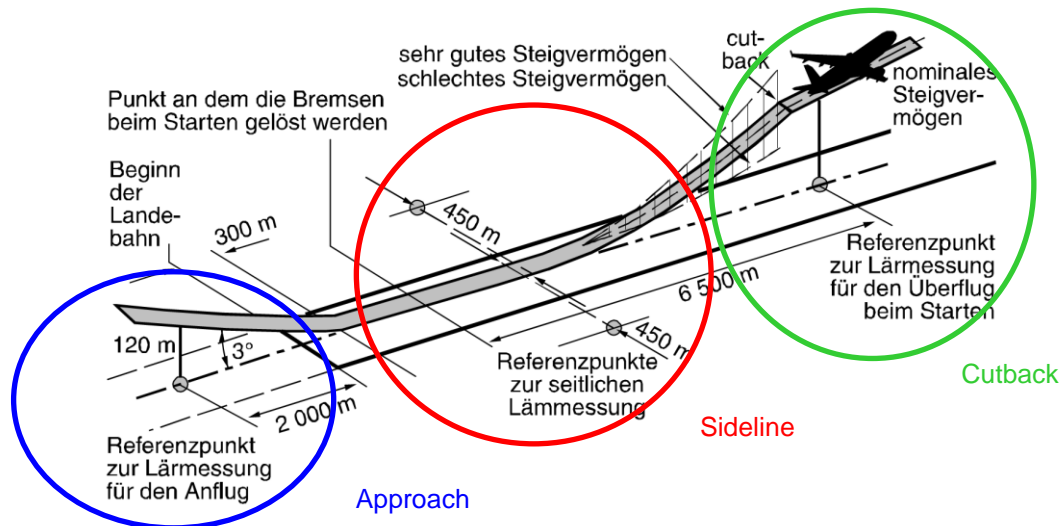 sehr gutes Steigvermögen
schlechtes Steigvermögen
cut-
back
nominales
Steigver-
mögen
Punkt an dem die Bremsen
beim Starten gelöst werden
Beginn
der
Lande-
bahn
300 m
450 m
450 m
6 500 m
Referenzpunkt
zur Lärmessung
für den Überflug
beim Starten
Cutback
120 m
3°
2 000 m
Referenzpunkte
zur seitlichen
Lämmessung
Sideline
Referenzpunkt
zur Lärmessung
für den Anflug
Approach